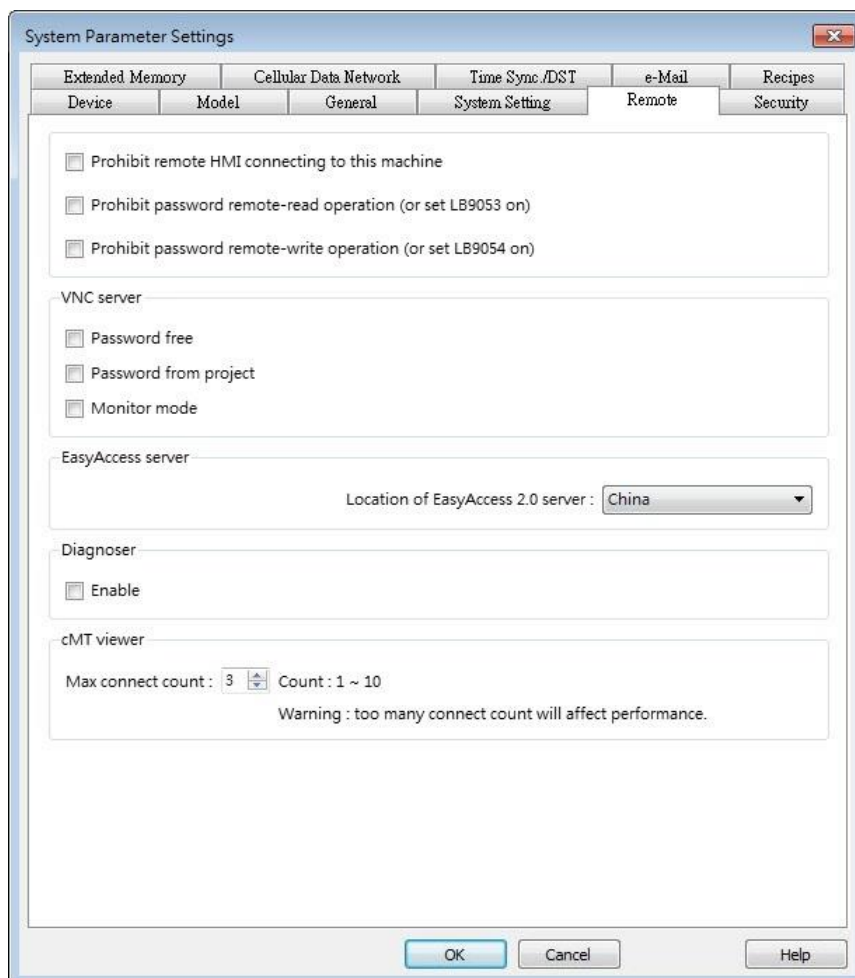 System Parameter Settings
Extended Memory Cellular Data Network Time Sync./DST e-Mail Recipes
Device Model General System Setting Remote Security
Prohibit remote HMI connecting to this machine
Prohibit password remote-read operation (or set LB9053 on)
Prohibit password remote-write operation (or set LB9054 on)
VNC server
Password free
Password from project
Monitor mode
EasyAccess server
Location of EasyAccess 2.0 server : China
Diagnoser
Enable
cMT viewer
Max connect count : 3 Count : 1 ~ 10
Warning : too many connect count will affect performance.
OK Cancel Help